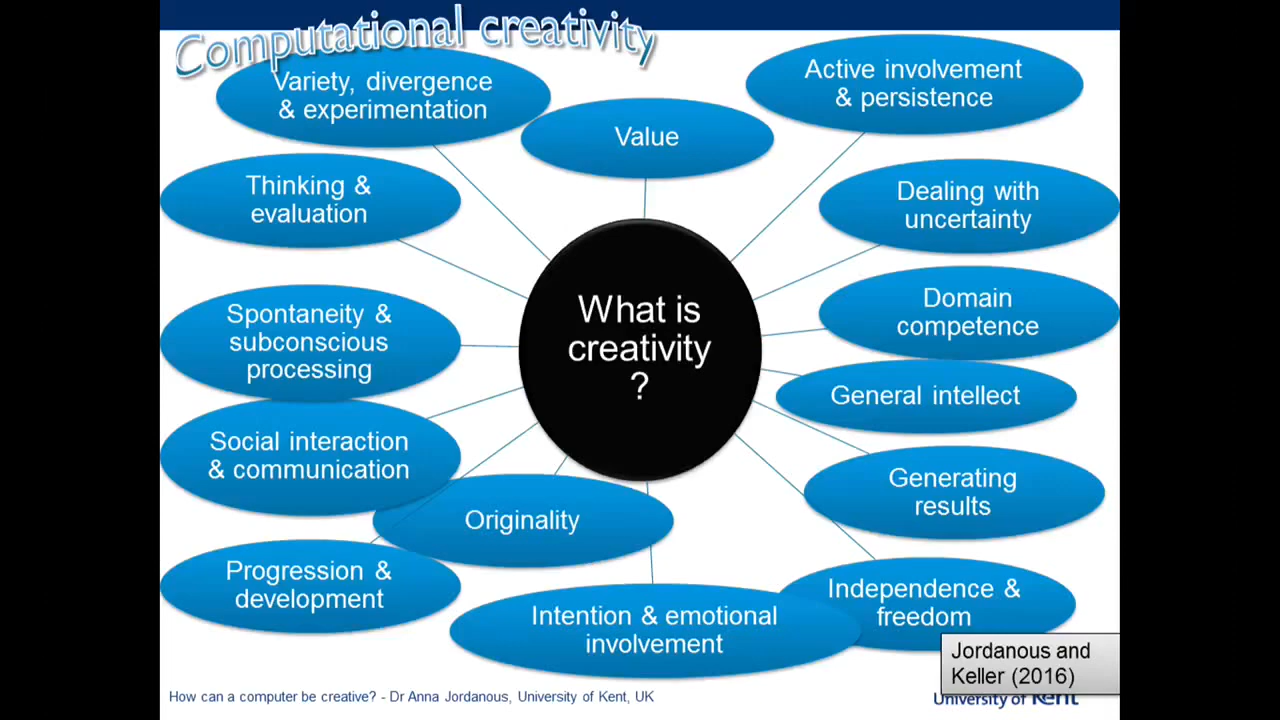 Computational creativity
Variety, divergence
& experimentation
Value
Active involvement
& persistence
Thinking &
evaluation
Dealing with
uncertainty
Spontaneity &
subconscious
processing
What is
creativity
?
Domain
competence
General intellect
Social interaction
& communication
Generating
results
Originality
Progression &
development
Intention & emotional
involvement
Independence &
freedom
Jordanous and
Keller (2016)
How can a computer be creative? - Dr Anna Jordanous, University of Kent, UK
University of Kent